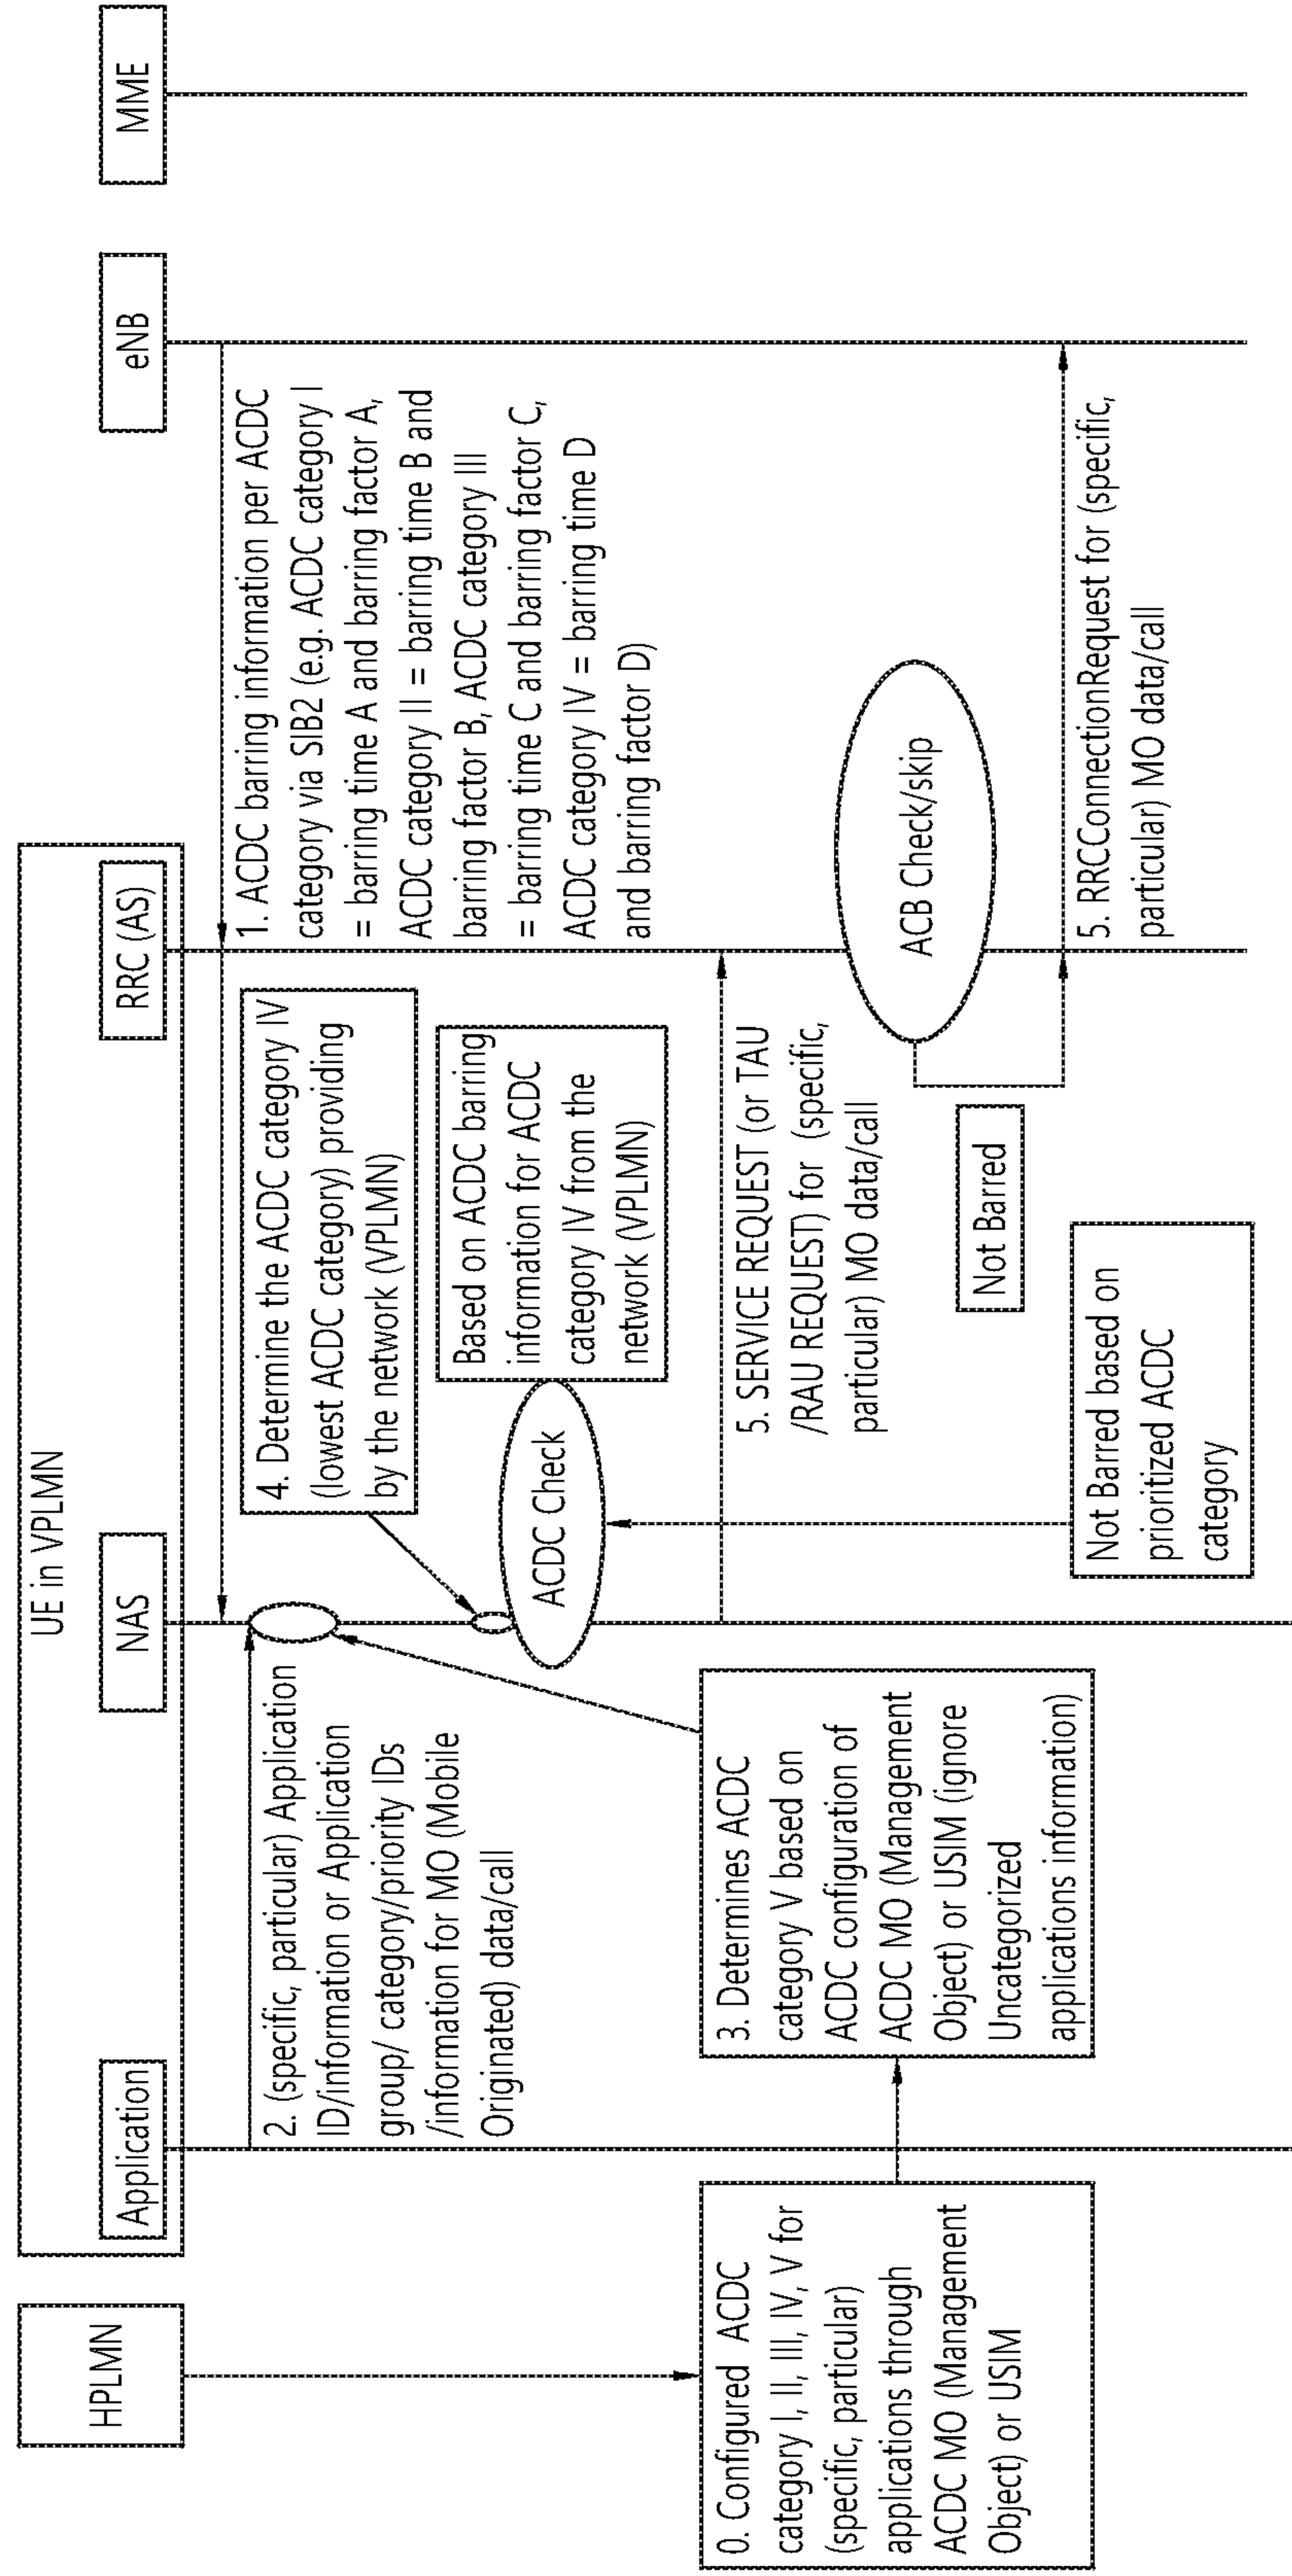 UE in VPLMN
HPLMN
Application
NAS
RRC (AS)
eNB
MME
1. ACDC barring information per ACDC
category via SIB2 (e.g. ACDC category I
= barring time A and barring factor A,
ACDC category II = barring time B and
barring factor B, ACDC category III
= barring time C and barring factor C,
ACDC category IV = barring time D
and barring factor D)
2. (specific, particular) Application
ID/information or Application
group/ category/priority IDs
/information for MO (Mobile
Originated) data/call
4. Determine the ACDC category IV
(lowest ACDC category) providing
by the network (VPLMN)
Based on ACDC barring
information for ACDC
category IV from the
network (VPLMN)
ACDC Check
0. Configured ACDC
category I, II, III, IV, V for
(specific, particular)
applications through
ACDC MO (Management
Object) or USIM
3. Determines ACDC
category V based on
ACDC configuration of
ACDC MO (Management
Object) or USIM (ignore
Uncategorized
applications information)
5. SERVICE REQUEST (or TAU
/RAU REQUEST) for (specific,
particular) MO data/call
ACB Check/skip
Not Barred
Not Barred based on
prioritized ACDC
category
5. RRCConnectionRequest for (specific,
particular) MO data/call